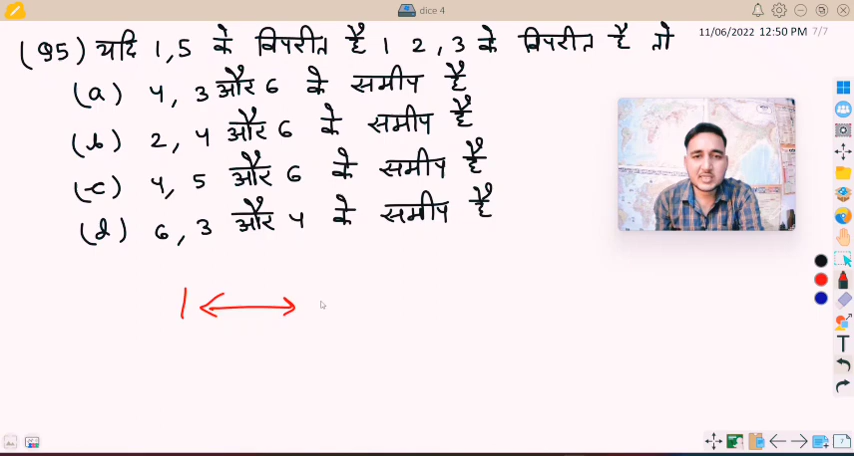 dice 4
11/06/2022 12:50 PM 7/7
(Q5) यदि 1,5 के विपरीत है । 2, 3 के विपरीत है तो
(a) 4, 3 और 6 के समीप है
(b) 2, 4 और 6 के समीप है
(c) 4, 5 और 6 के समीप है
(d) 6, 3 और 4 के समीप है
1
T
7